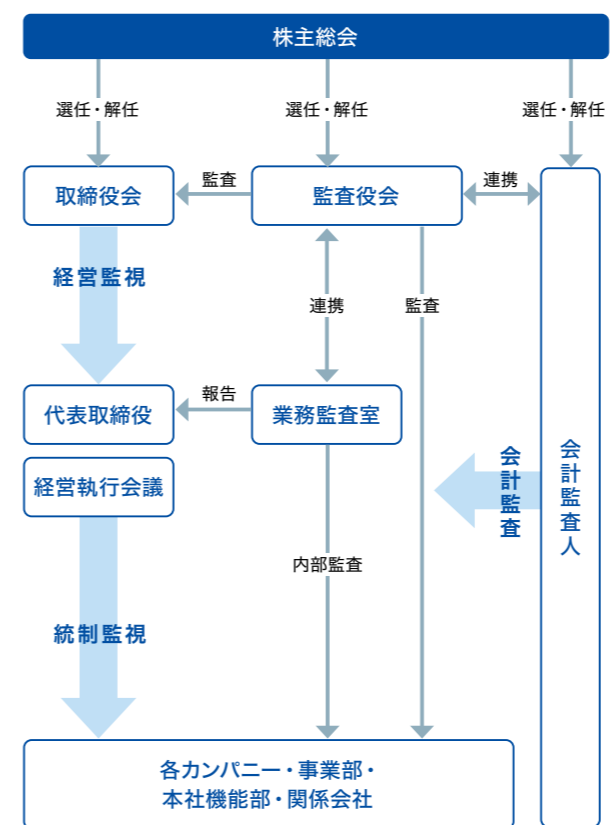 株主総会
選任・解任
選任・解任
選任・解任
取締役会
監査
監査役会
連携
経営監視
連携
監査
代表取締役
報告
業務監査室
経営執行会議
会計監査
会計監査人
内部監査
統制監視
各カンパニー・事業部・
本社機能部・関係会社